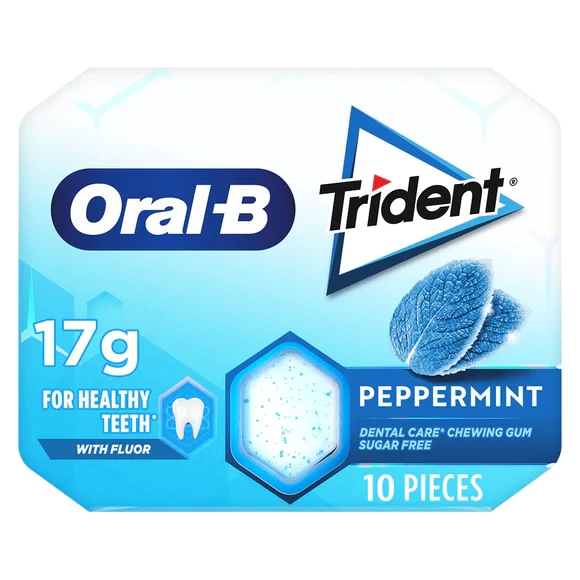 Oral-B
Trident®
17g
FOR HEALTHY
TEETH*
WITH FLUOR
PEPPERMINT
DENTAL CARE* CHEWING GUM
SUGAR FREE
10 PIECES